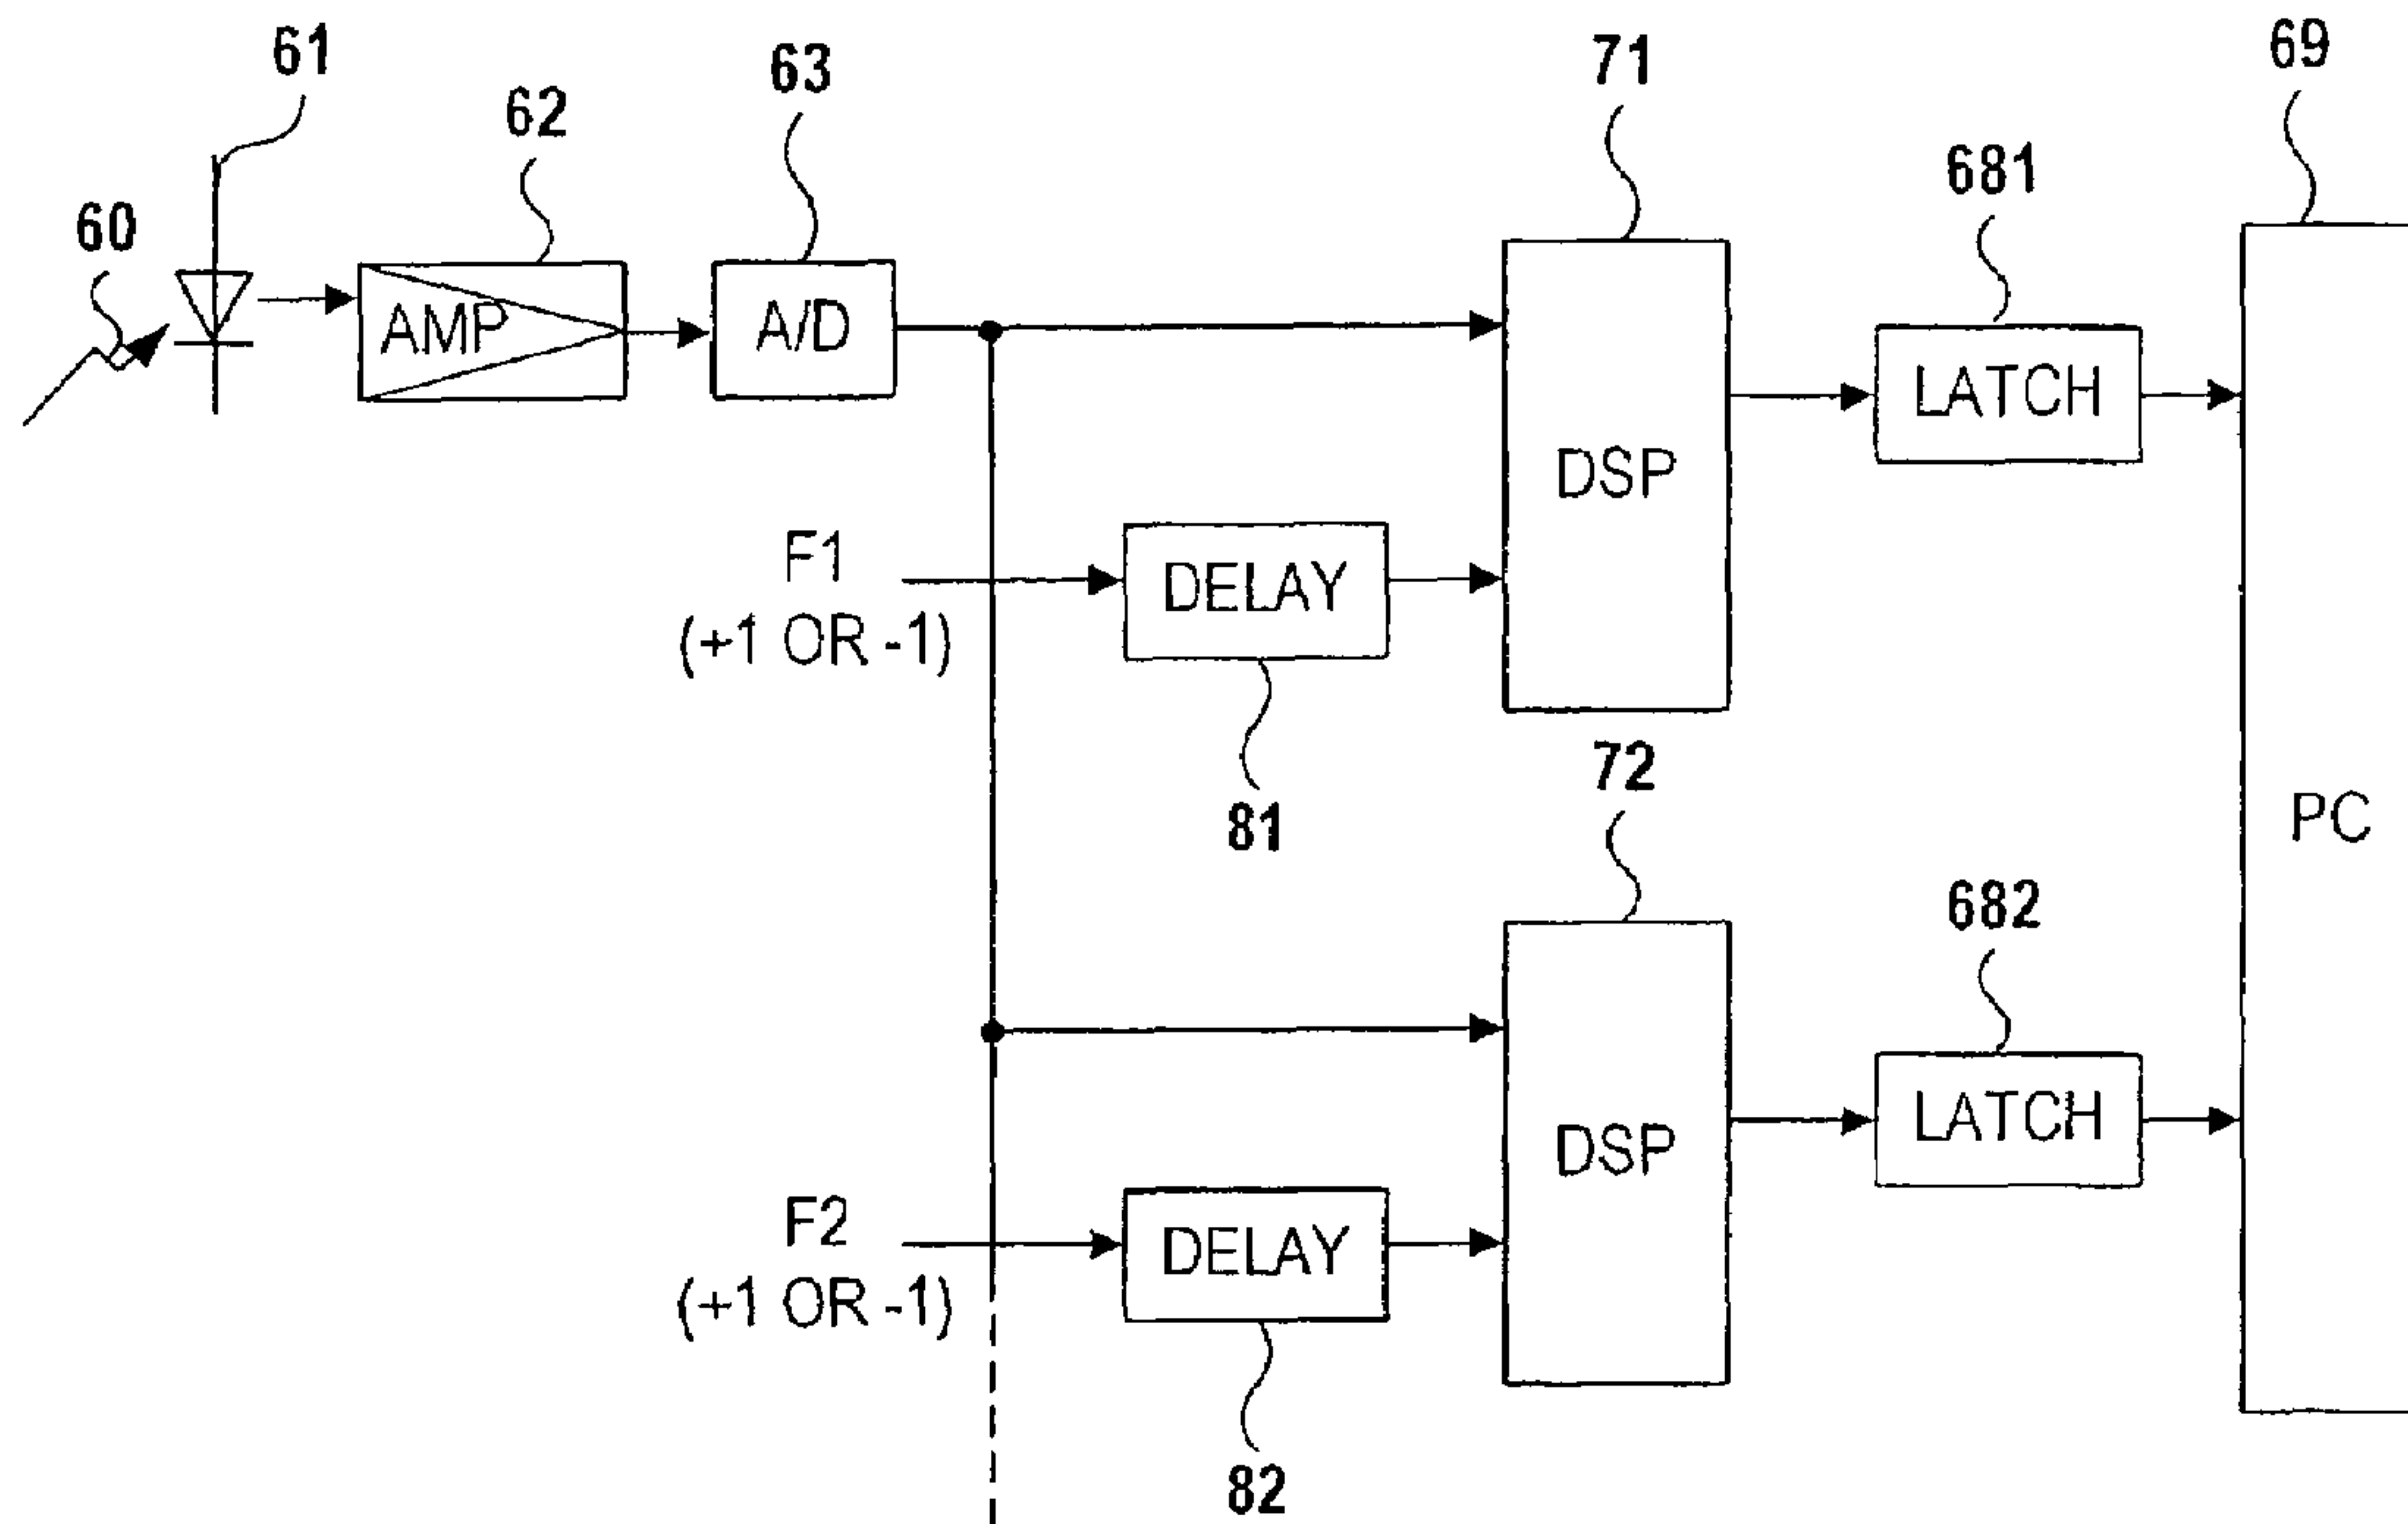 61
62
63
71
69
60
681
AMP
A/D
LATCH
DSP
F1
(+1 OR -1)
DELAY
81
72
PC
682
LATCH
DSP
F2
(+1 OR -1)
DELAY
82